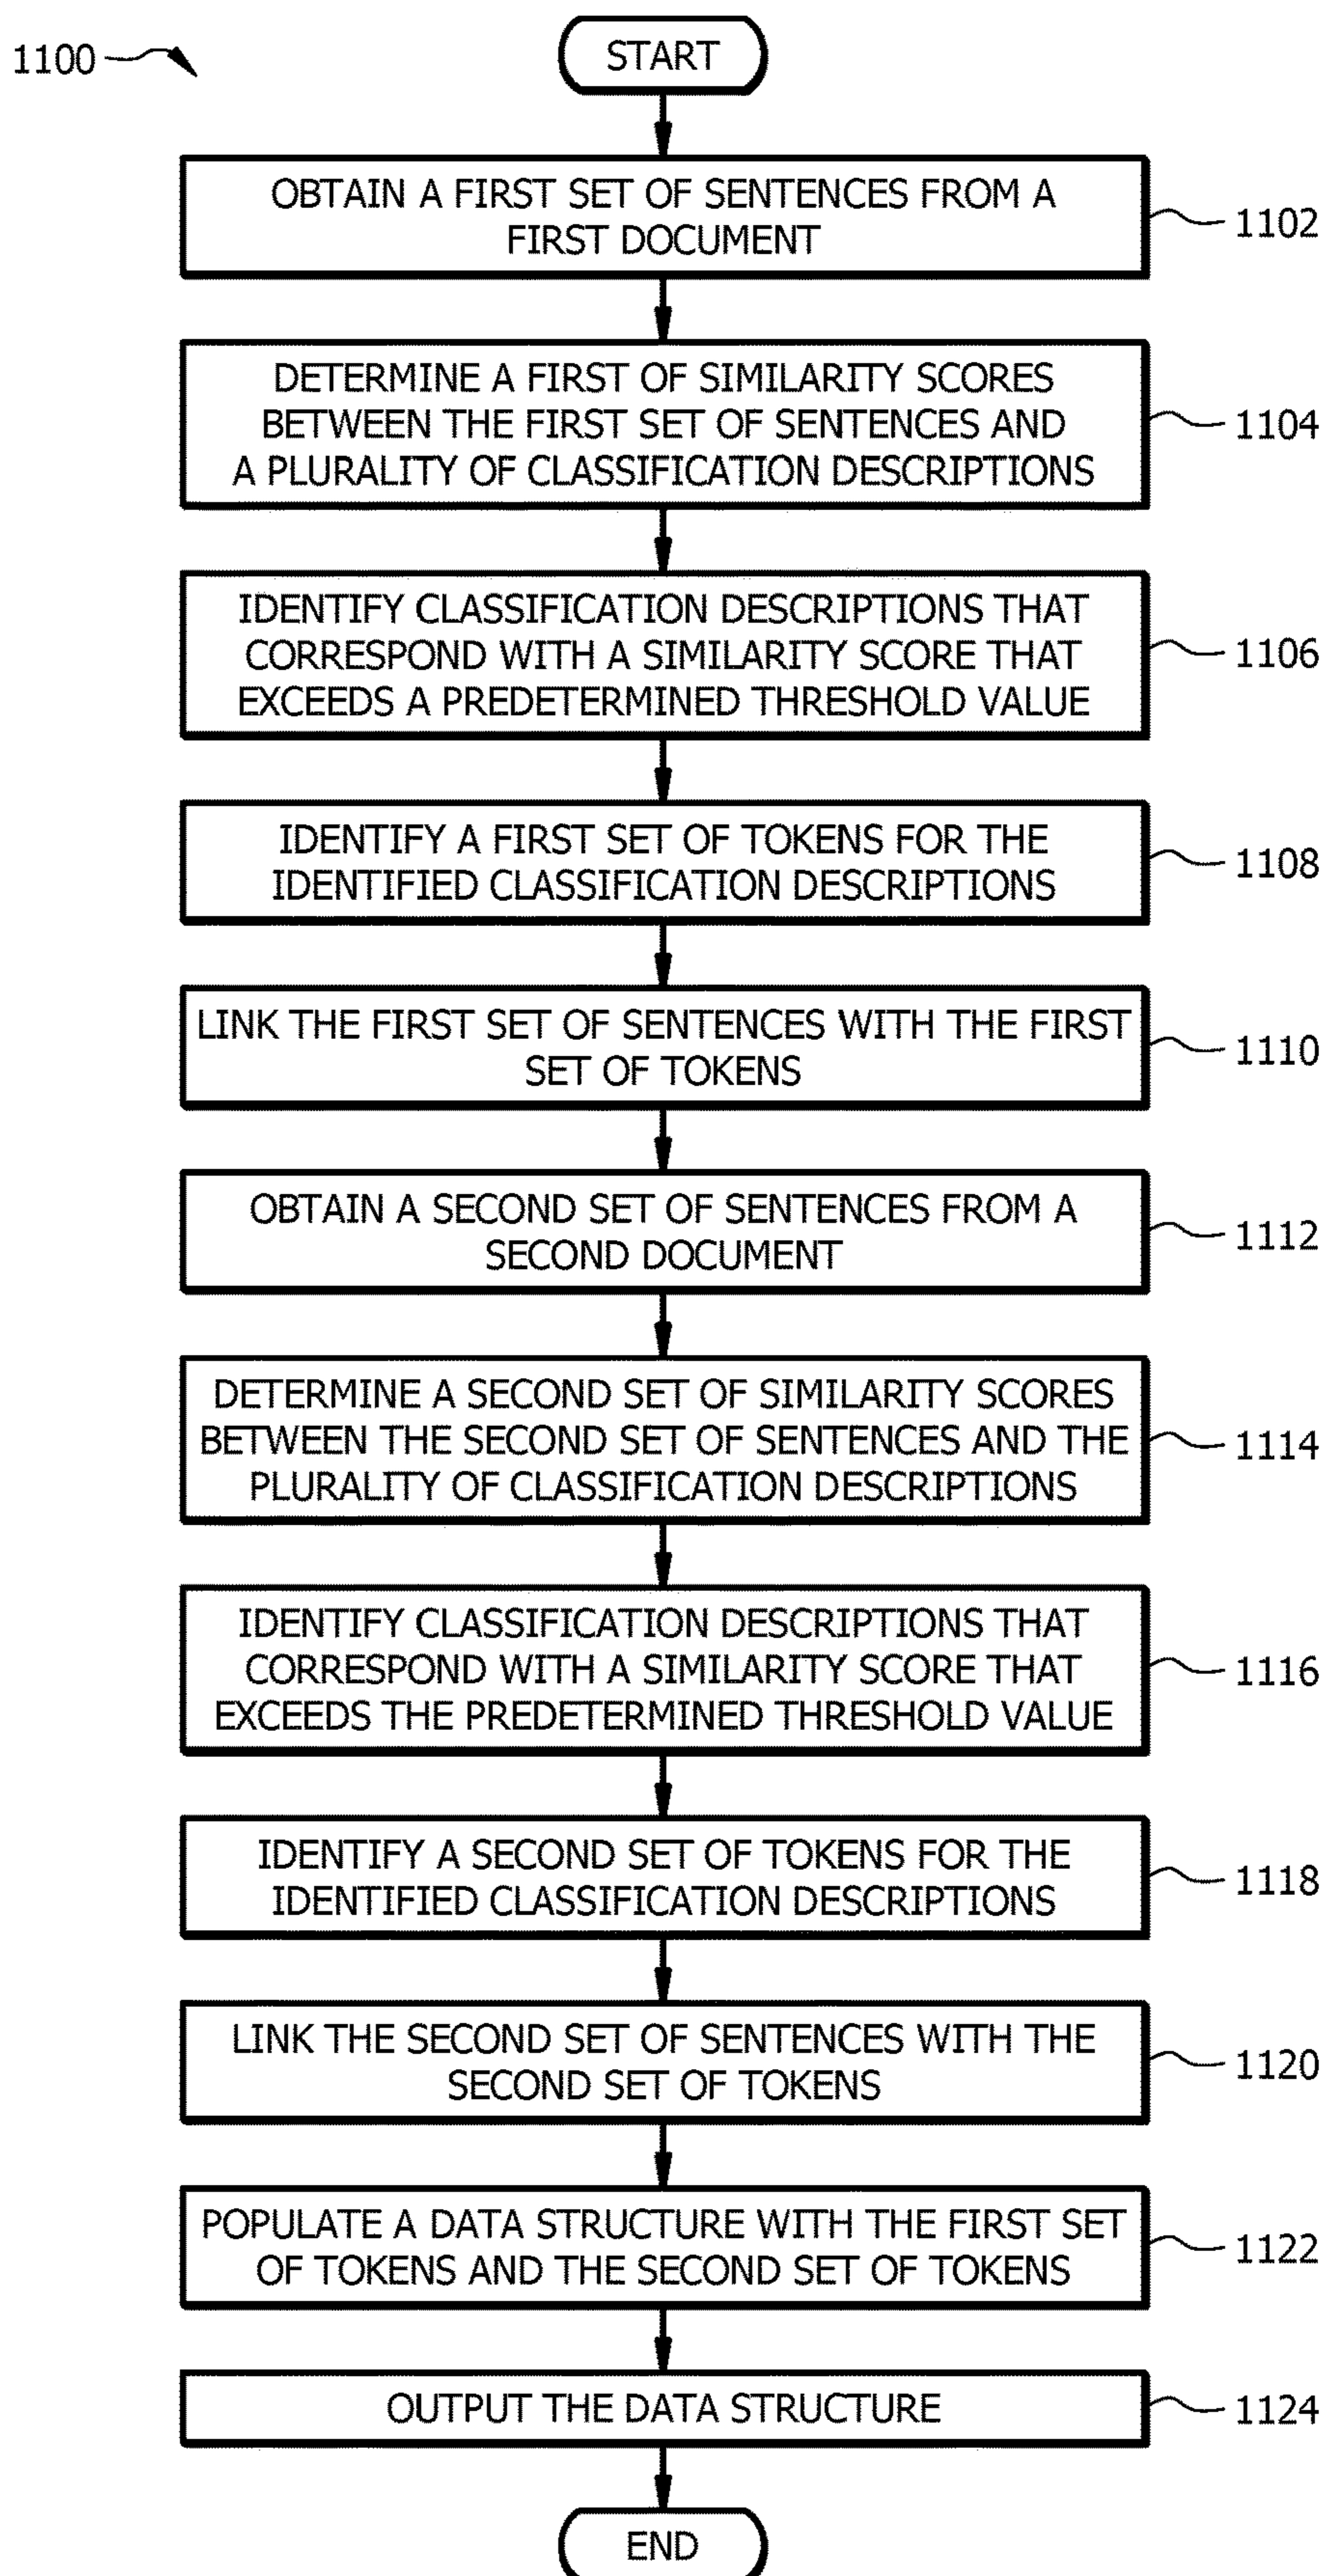 1100
START
OBTAIN A FIRST SET OF SENTENCES FROM A
FIRST DOCUMENT
1102
DETERMINE A FIRST OF SIMILARITY SCORES
BETWEEN THE FIRST SET OF SENTENCES AND
A PLURALITY OF CLASSIFICATION DESCRIPTIONS
1104
IDENTIFY CLASSIFICATION DESCRIPTIONS THAT
CORRESPOND WITH A SIMILARITY SCORE THAT
EXCEEDS A PREDETERMINED THRESHOLD VALUE
1106
IDENTIFY A FIRST SET OF TOKENS FOR THE
IDENTIFIED CLASSIFICATION DESCRIPTIONS
1108
LINK THE FIRST SET OF SENTENCES WITH THE FIRST
SET OF TOKENS
1110
OBTAIN A SECOND SET OF SENTENCES FROM A
SECOND DOCUMENT
1112
DETERMINE A SECOND SET OF SIMILARITY SCORES
BETWEEN THE SECOND SET OF SENTENCES AND THE
PLURALITY OF CLASSIFICATION DESCRIPTIONS
1114
IDENTIFY CLASSIFICATION DESCRIPTIONS THAT
CORRESPOND WITH A SIMILARITY SCORE THAT
EXCEEDS THE PREDETERMINED THRESHOLD VALUE
1116
IDENTIFY A SECOND SET OF TOKENS FOR THE
IDENTIFIED CLASSIFICATION DESCRIPTIONS
1118
LINK THE SECOND SET OF SENTENCES WITH THE
SECOND SET OF TOKENS
1120
POPULATE A DATA STRUCTURE WITH THE FIRST SET
OF TOKENS AND THE SECOND SET OF TOKENS
1122
OUTPUT THE DATA STRUCTURE
1124
END